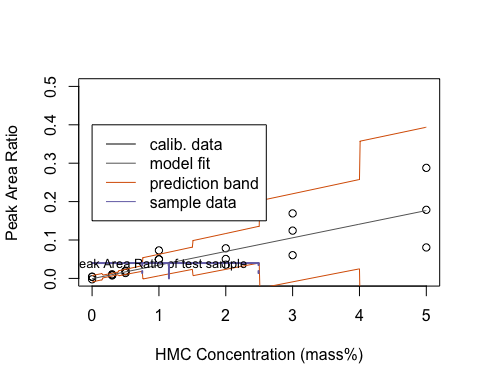 Peak Area Ratio
0.5
0.4
0.3
0.2
0.1
0.0
calib. data
model fit
prediction band
sample data
eak Area Ratio of test sample
0 1 2 3 4 5
HMC Concentration (mass%)